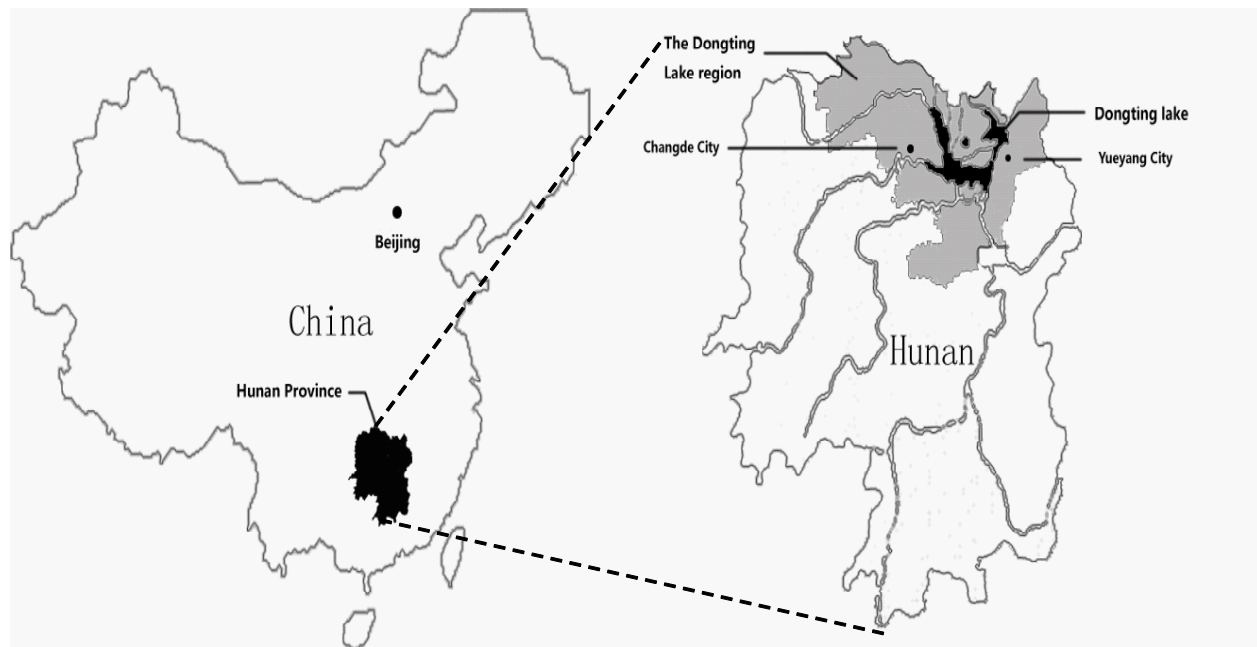 Beijing
China
Hunan Province
The Dongting
Lake region
Dongting lake
Changde City
Yueyang City
Hunan